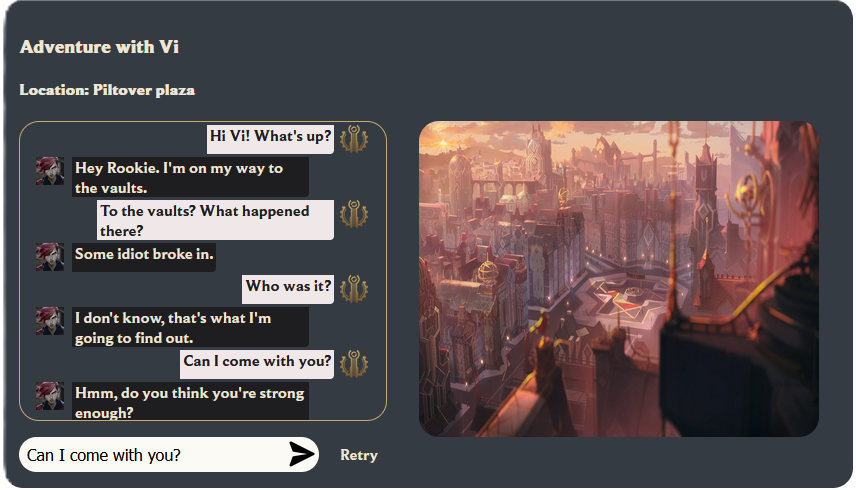 Adventure with Vi
Location: Piltover plaza
Hi Vi! What's up?
Hey Rookie. I'm on my way to
the vaults.
To the vaults? What happened
there?
Some idiot broke in.
Who was it?
I don't know, that's what I'm
going to find out.
Can I come with you?
Hmm, do you think you're strong
enough?
Can I come with you?
Retry